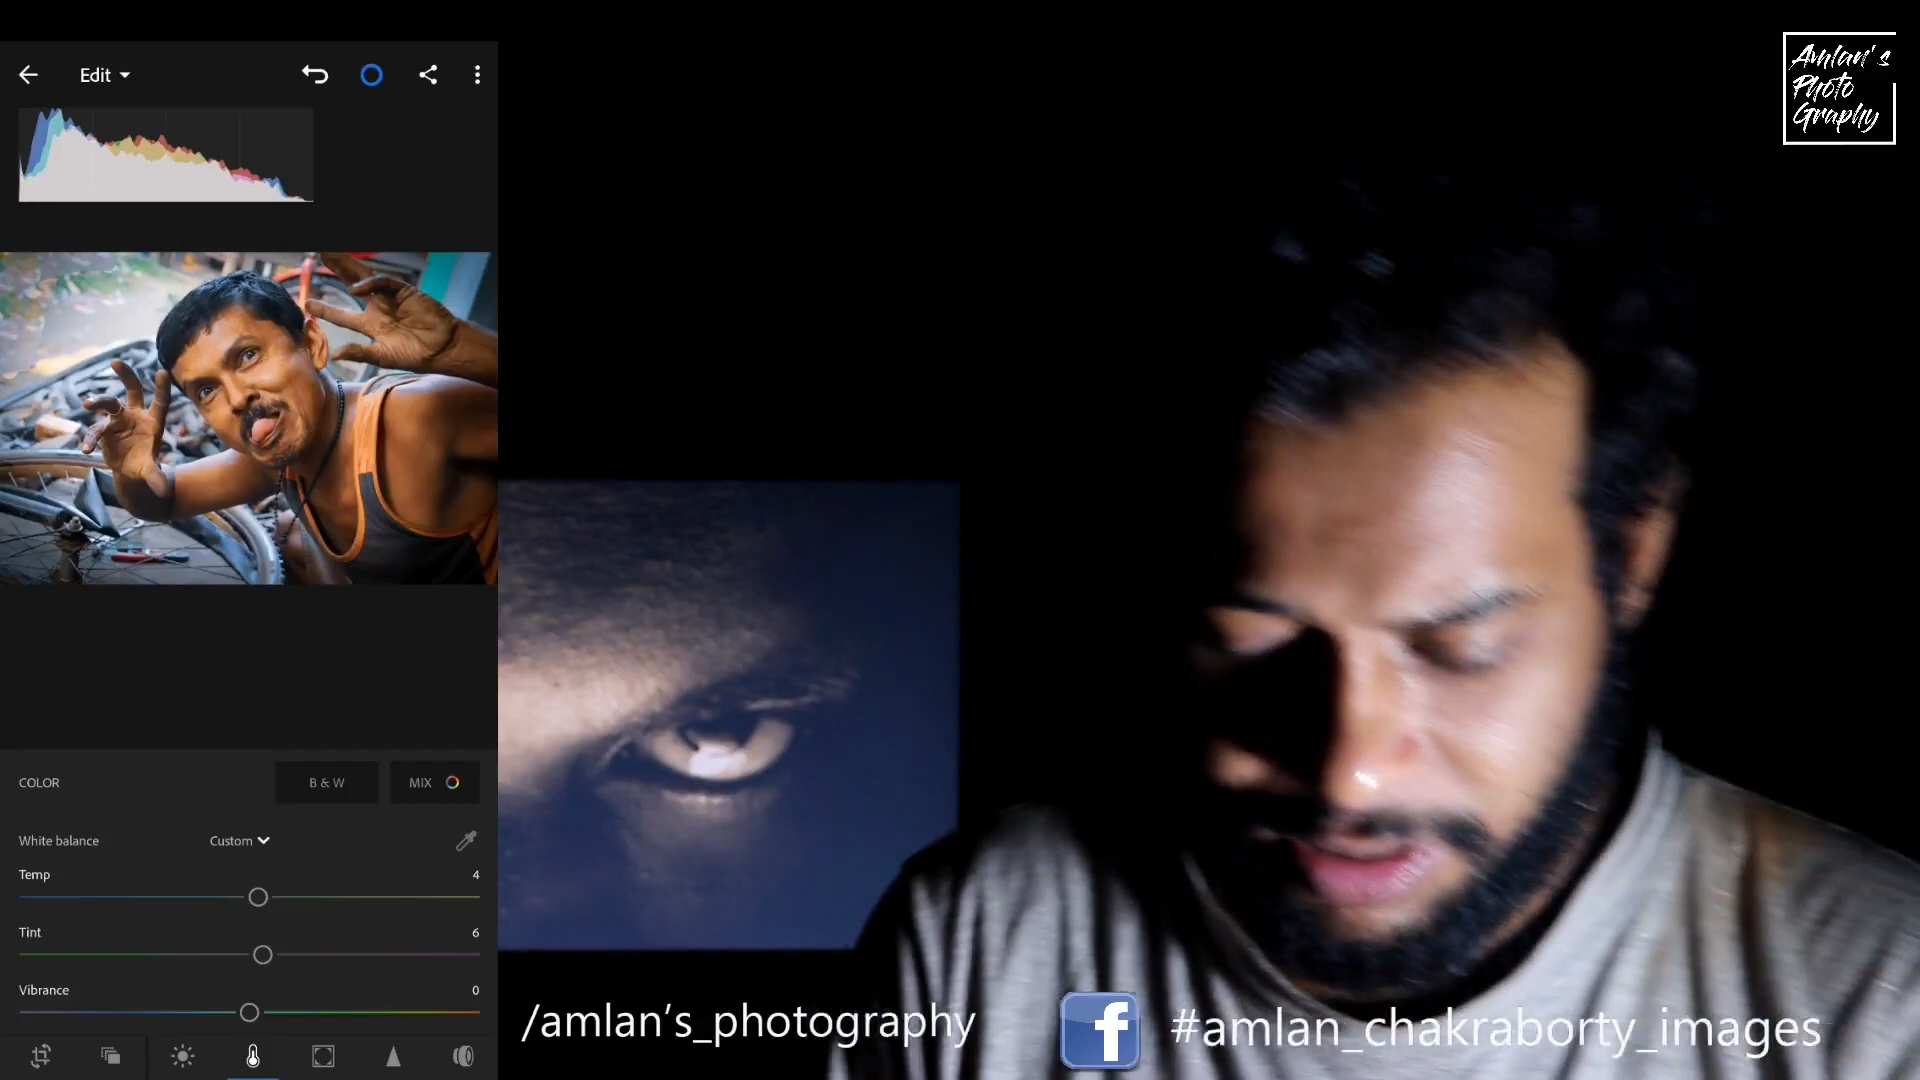 Edit
Amlan's
Photo
Graphy
COLOR
B & W
MIX
White balance
Custom
Temp
4
Tint
6
Vibrance
0
/amlan's_photography
f
#amlan_chakraborty_images